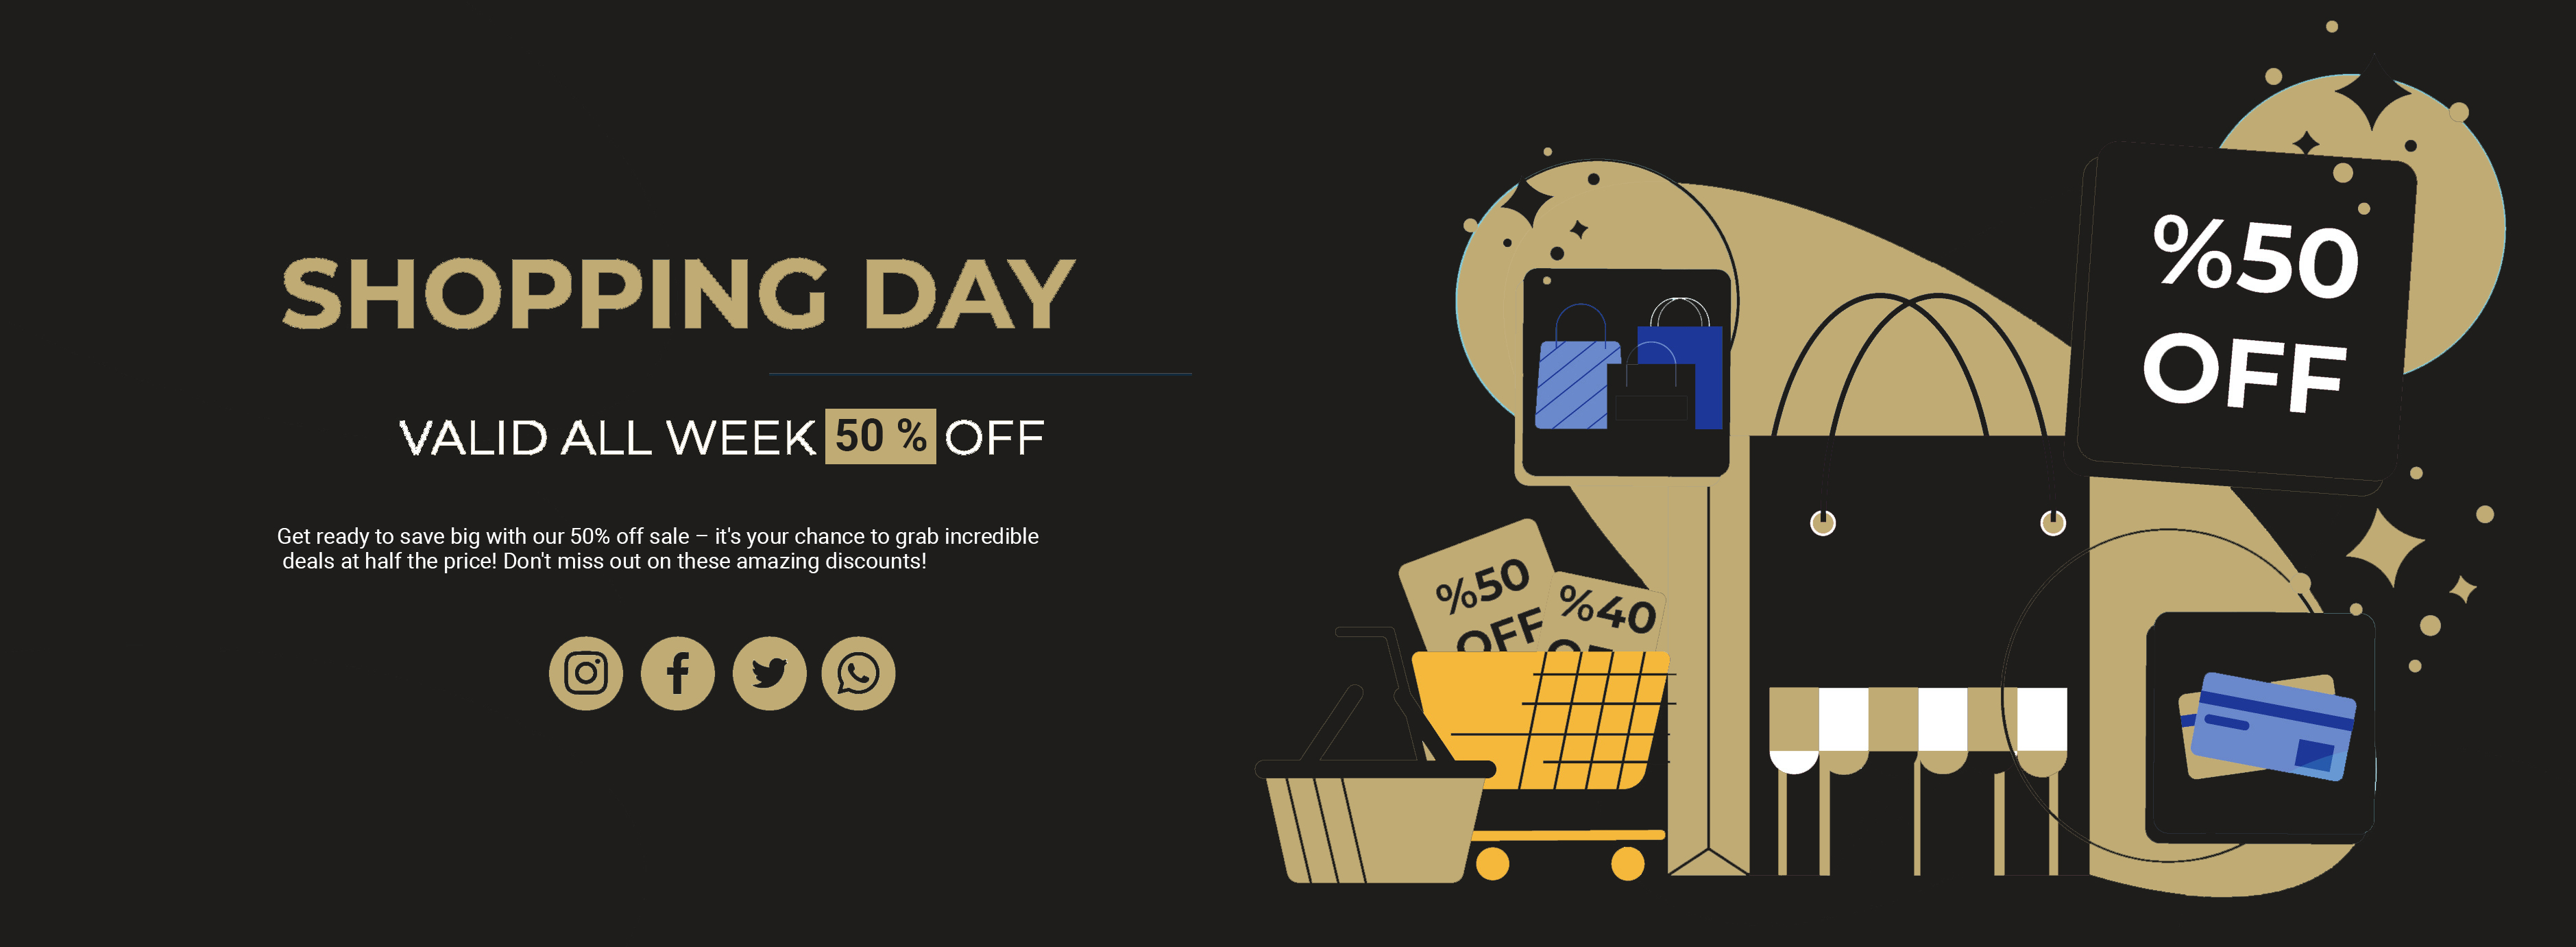 SHOPPING DAY
VALID ALL WEEK 50 % OFF
Get ready to save big with our 50% off sale – it's your chance to grab incredible
deals at half the price! Don't miss out on these amazing discounts!
%50
OFF
%50
OFF
%40
OFF